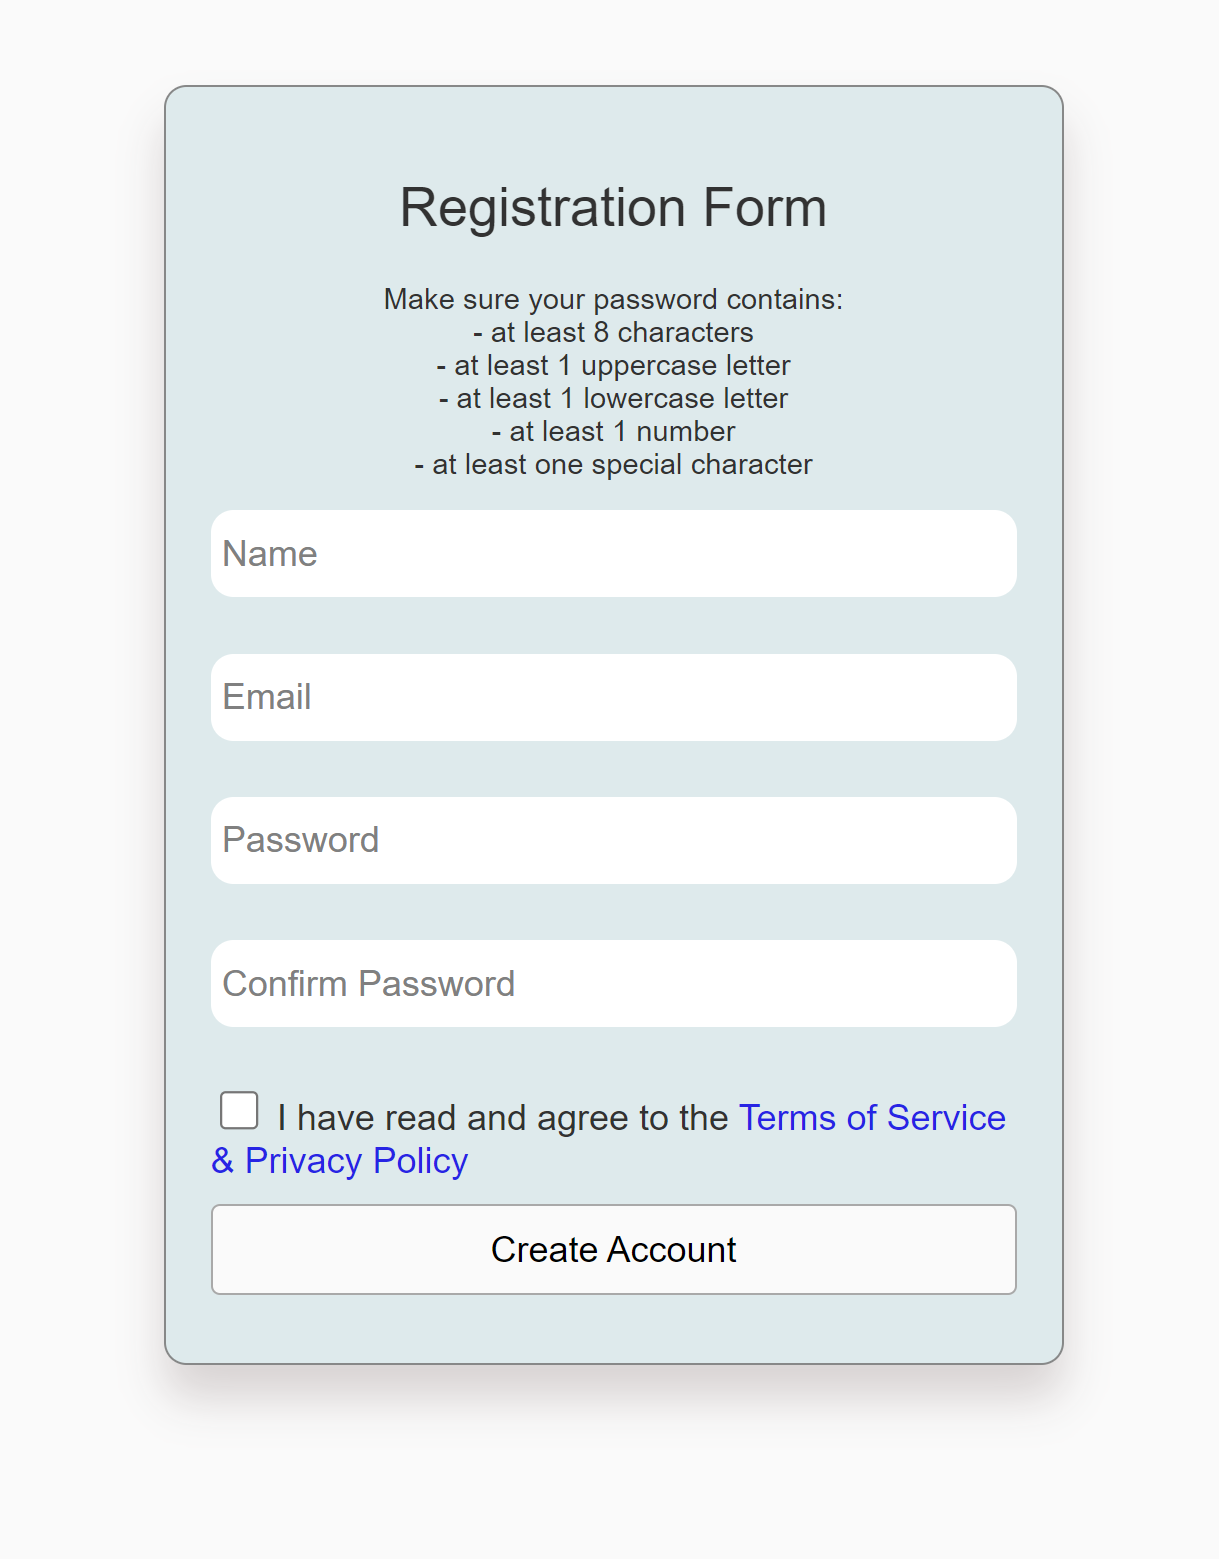 Registration Form
Make sure your password contains:
- at least 8 characters
- at least 1 uppercase letter
- at least 1 lowercase letter
- at least 1 number
- at least one special character
Name
Email
Password
Confirm Password
I have read and agree to the Terms of Service
& Privacy Policy
Create Account